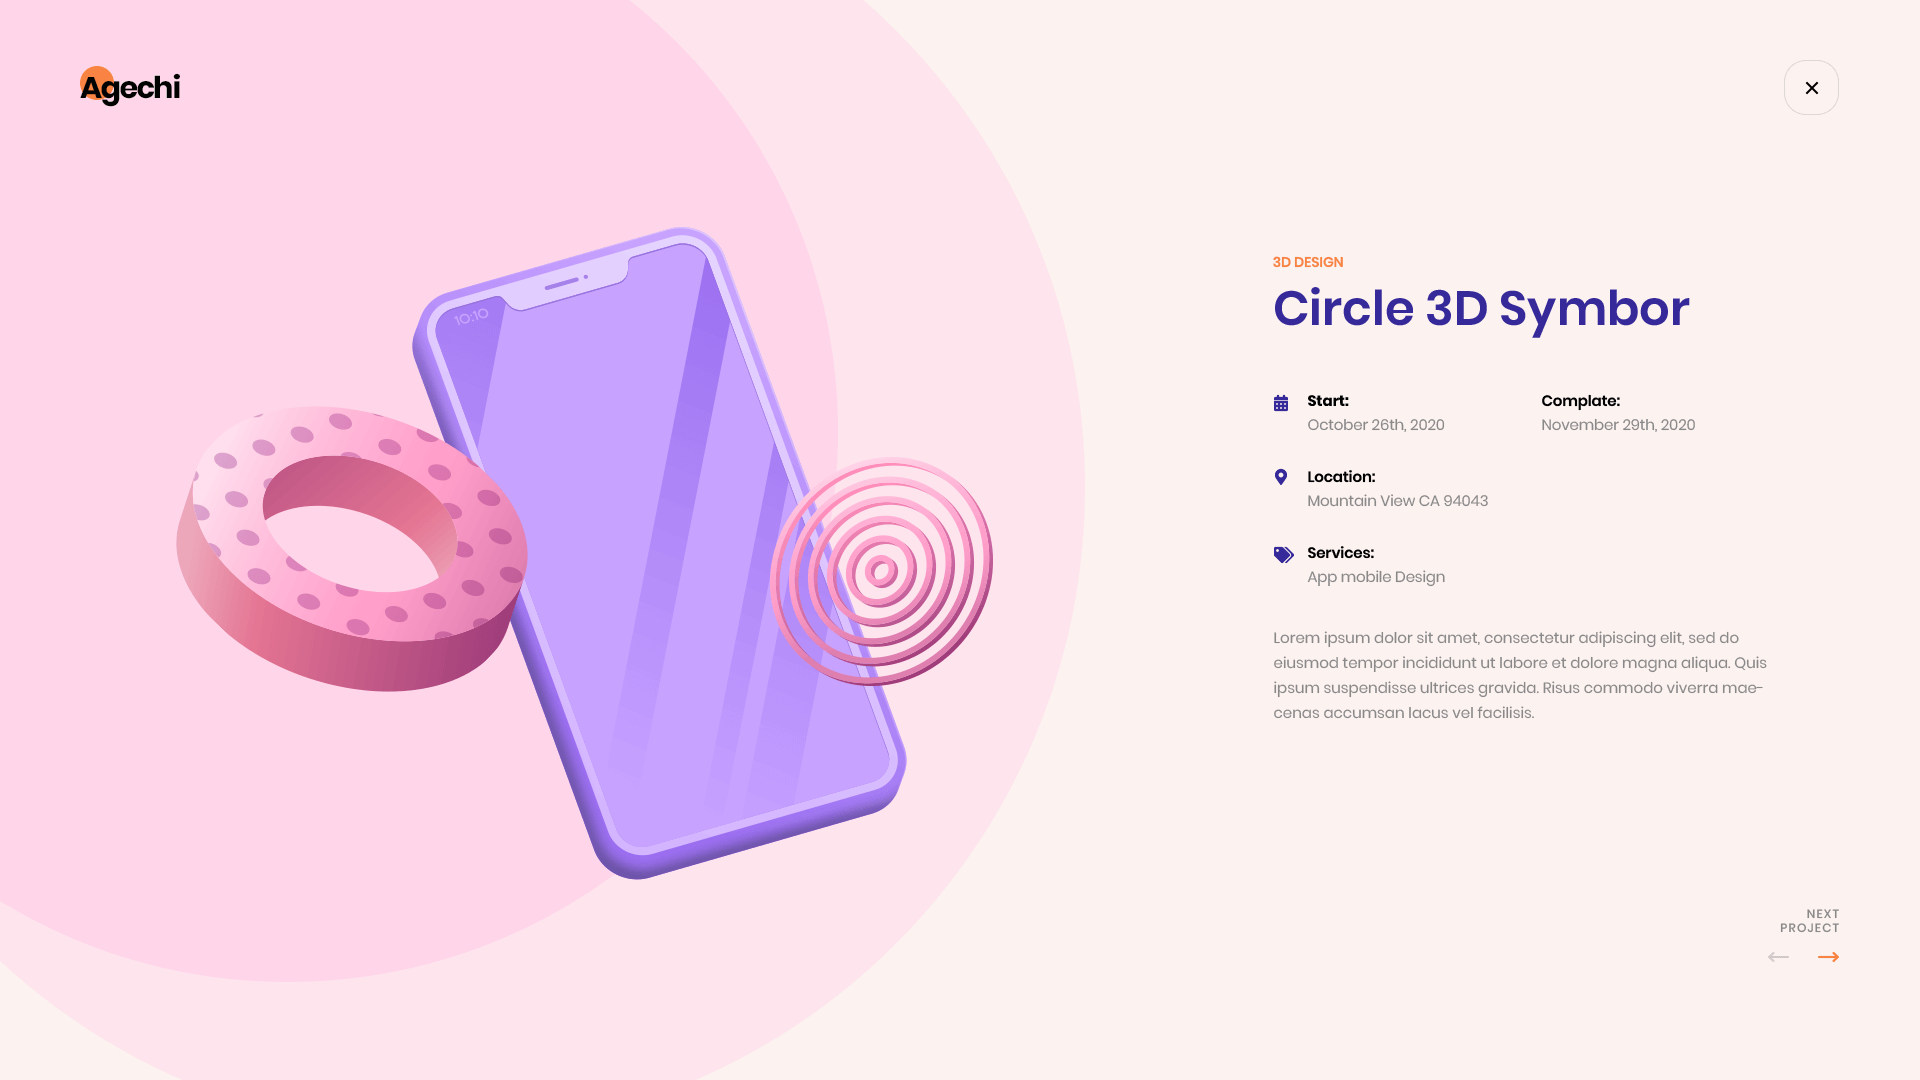 Agechi
10:10
3D DESIGN
Circle 3D Symbor
Start:
October 26th, 2020
Complate:
November 29th, 2020
Location:
Mountain View CA 94043
Services:
App mobile Design
Lorem ipsum dolor sit amet, consectetur adipiscing elit, sed do
eiusmod tempor incididunt ut labore et dolore magna aliqua. Quis
ipsum suspendisse ultrices gravida. Risus commodo viverra mae-
cenas accumsan lacus vel facilisis.
NEXT
PROJECT